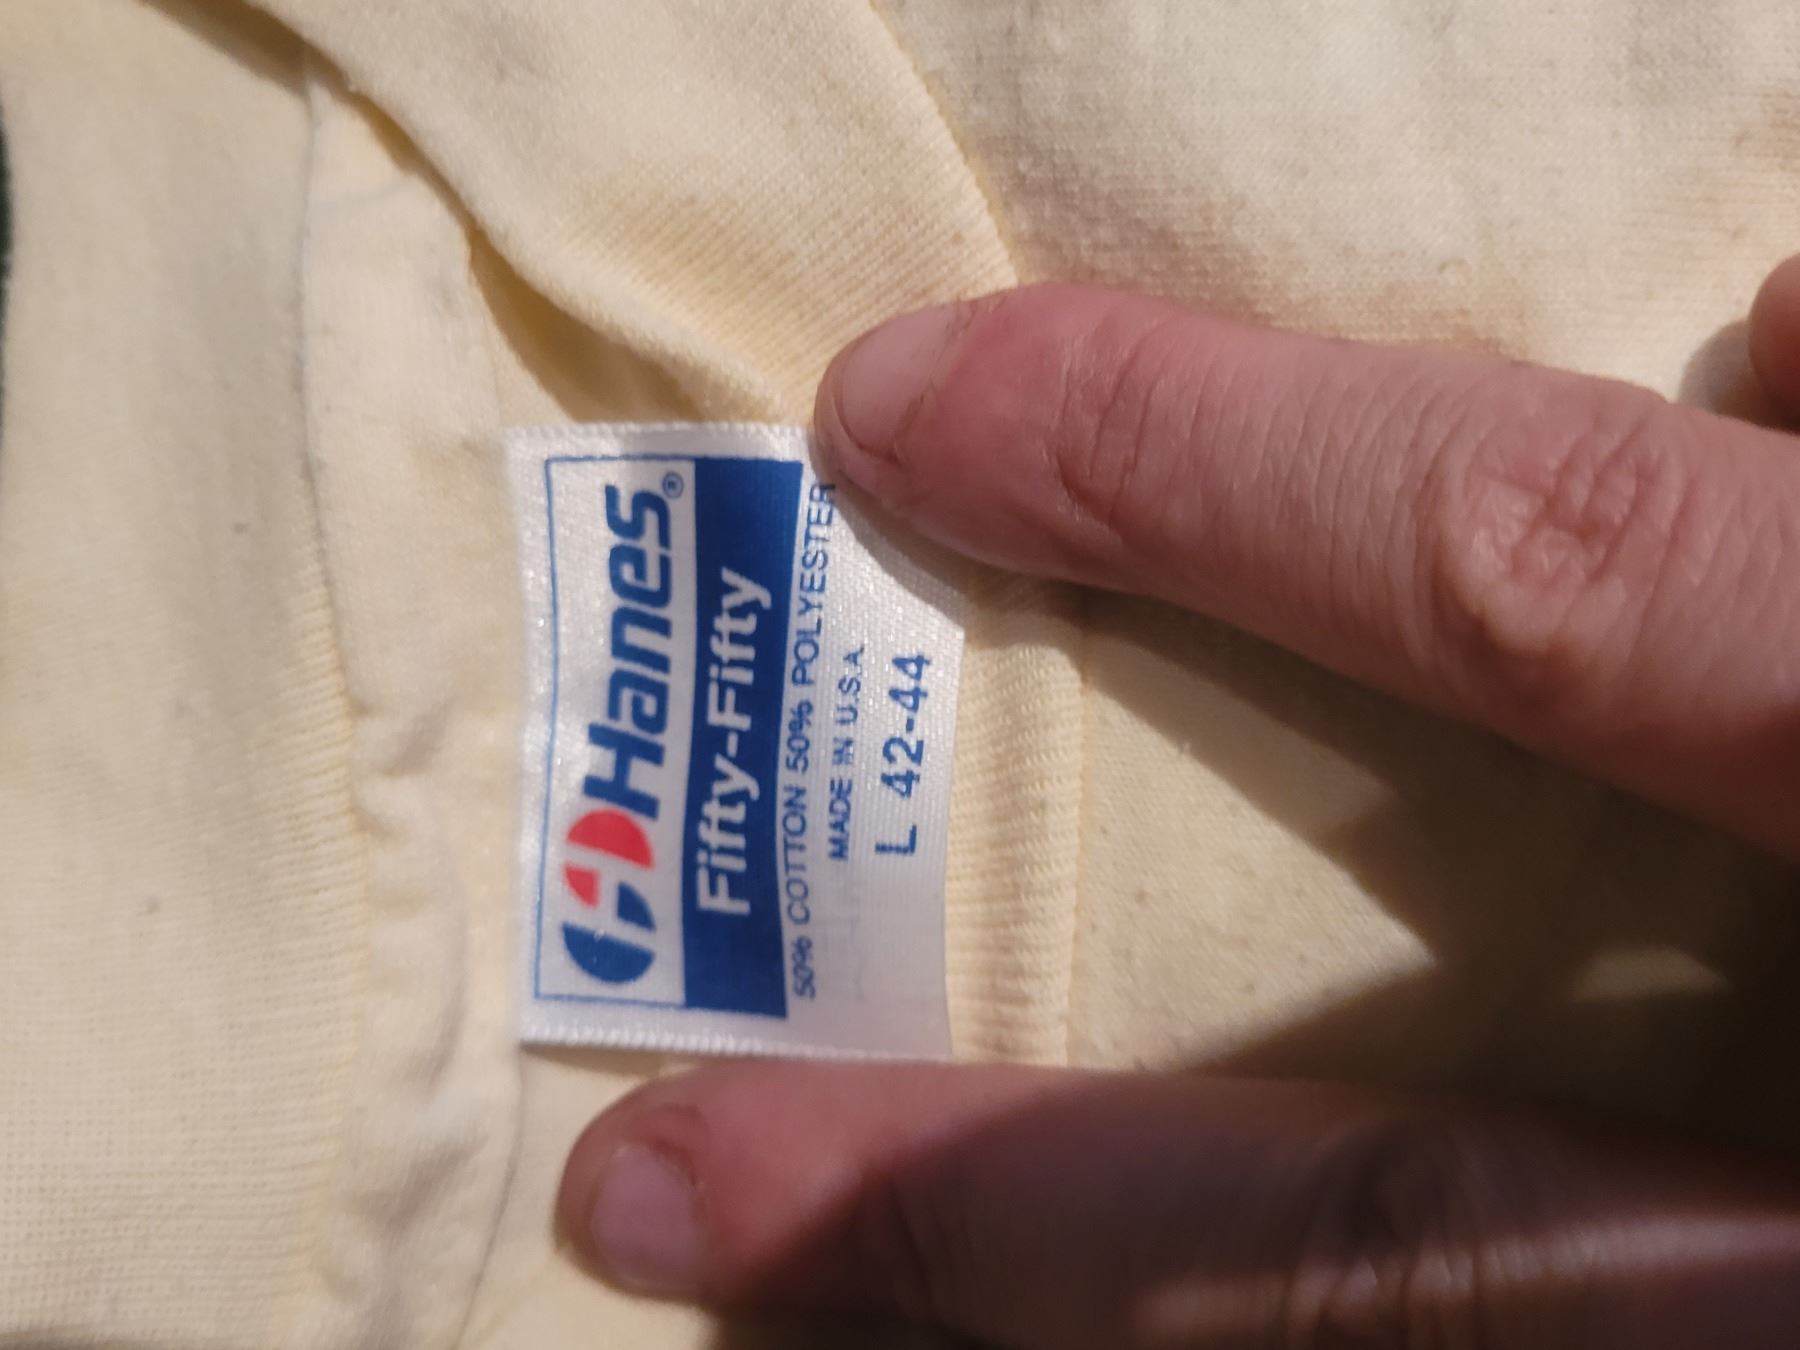 Hanes®
Fifty-Fifty
50% COTTON 50% POLYESTER
MADE IN U.S.A.
L 42-44